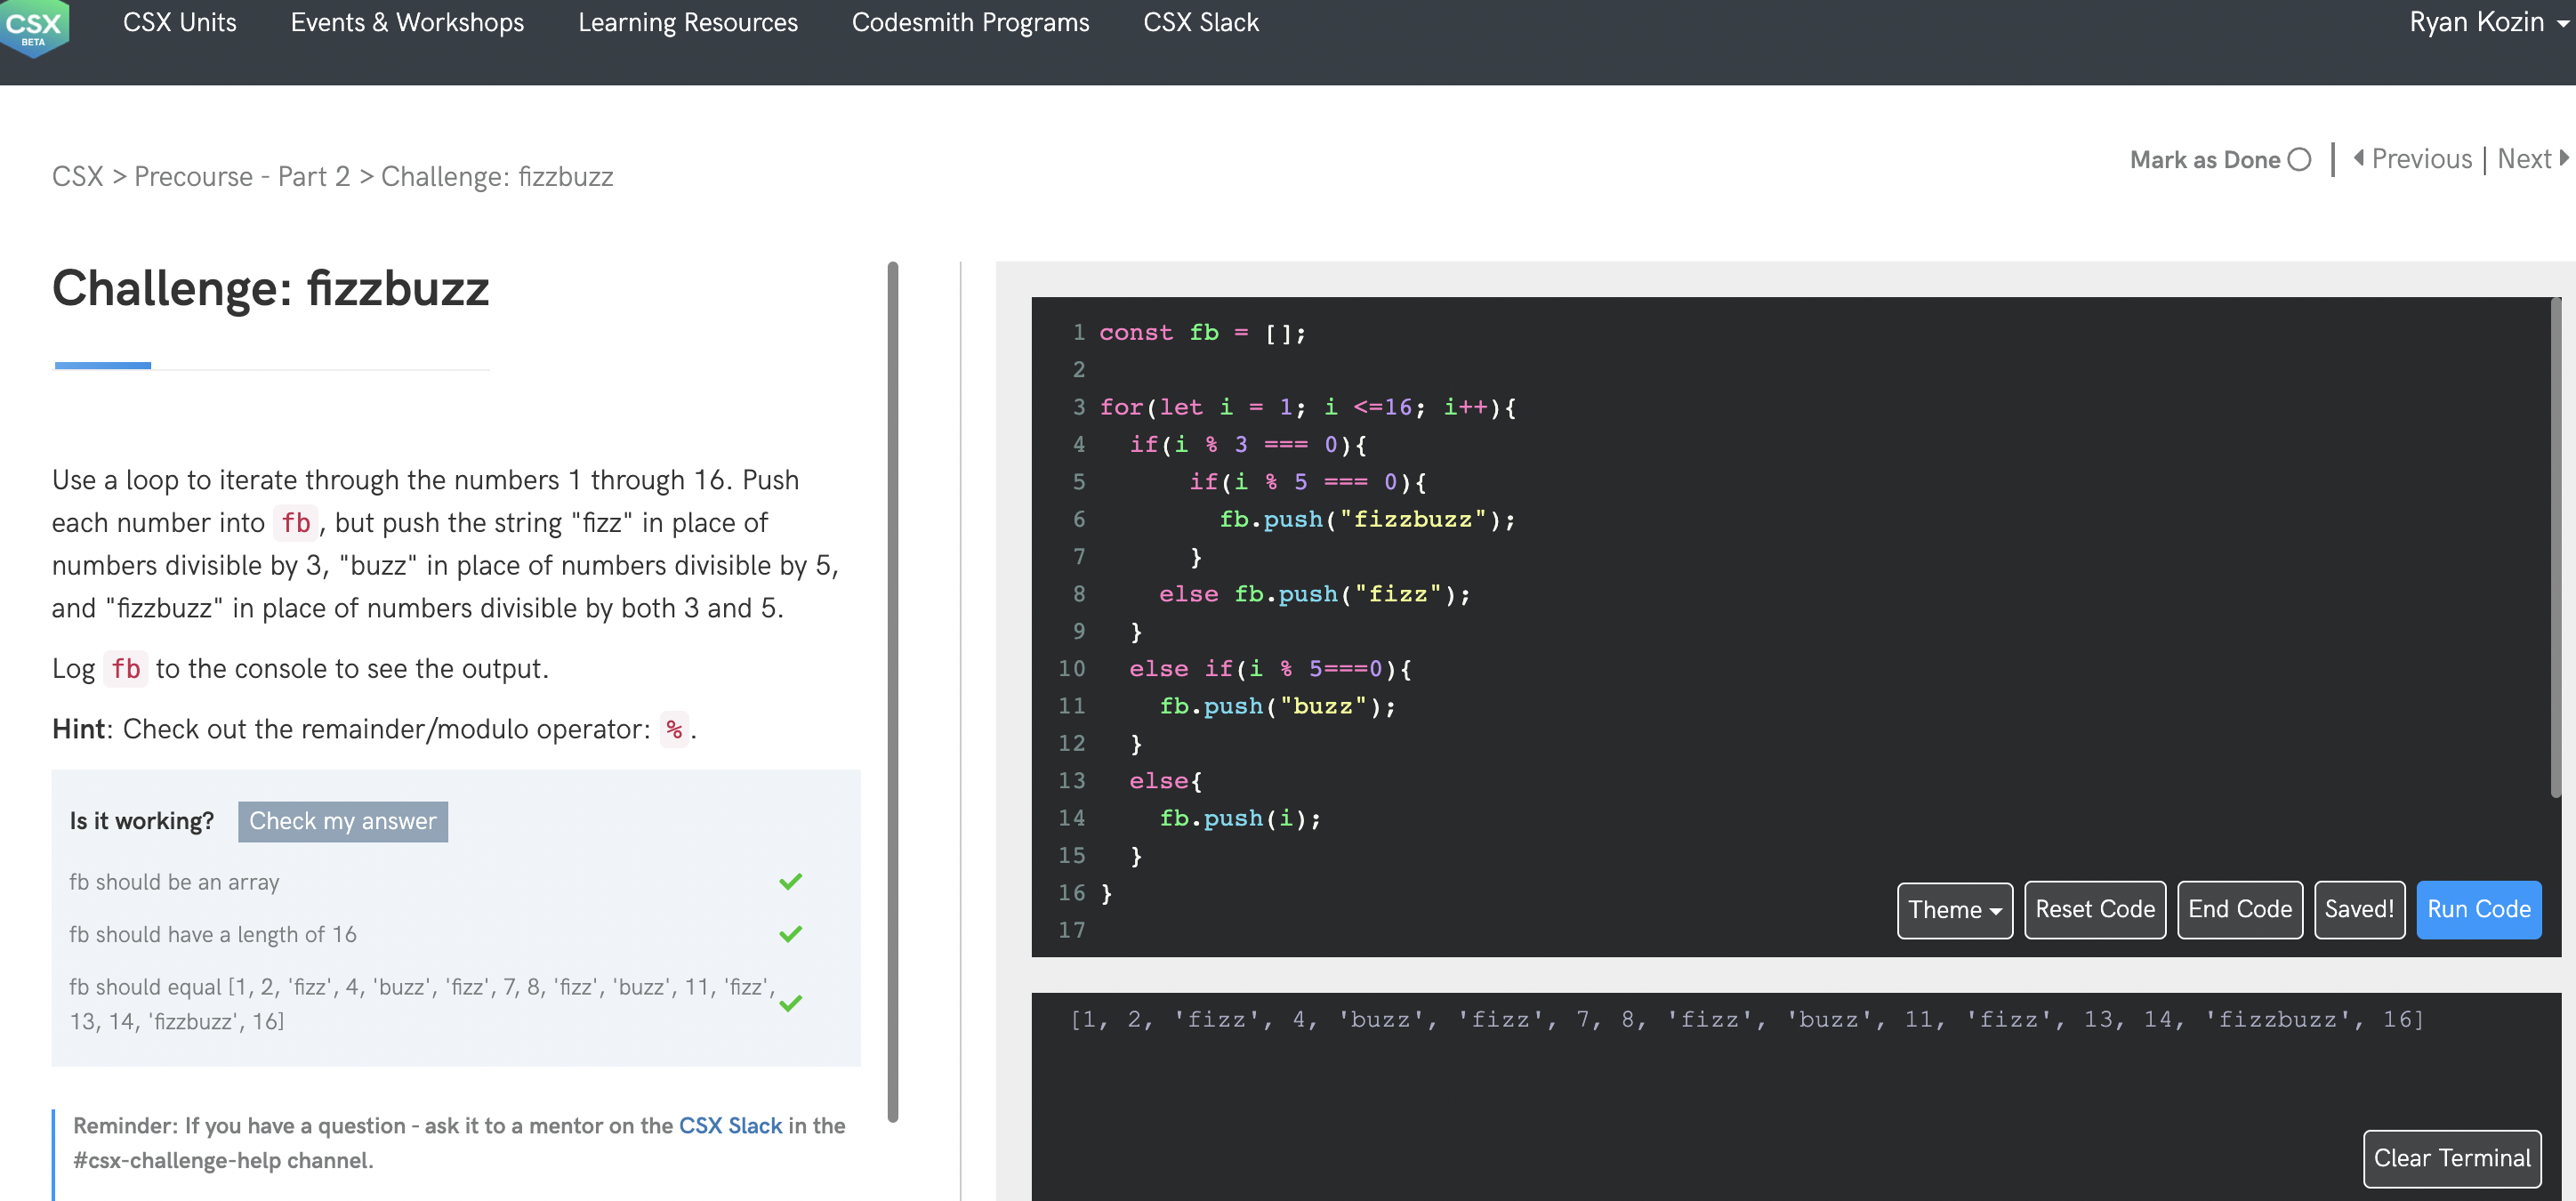 CSX
BETA
CSX Units
Events & Workshops
Learning Resources
Codesmith Programs
CSX Slack
Ryan Kozin
CSX > Precourse - Part 2 > Challenge: fizzbuzz
Mark as Done
Previous | Next
Challenge: fizzbuzz
Use a loop to iterate through the numbers 1 through 16. Push
each number into fb, but push the string "fizz" in place of
numbers divisible by 3, "buzz" in place of numbers divisible by 5,
and "fizzbuzz" in place of numbers divisible by both 3 and 5.
Log fb to the console to see the output.
Hint: Check out the remainder/modulo operator: %.
Is it working?
Check my answer
fb should be an array
fb should have a length of 16
fb should equal [1, 2, 'fizz', 4, 'buzz', 'fizz', 7, 8, 'fizz', 'buzz', 11, 'fizz',
13, 14, 'fizzbuzz', 16]
Reminder: If you have a question - ask it to a mentor on the CSX Slack in the
#csx-challenge-help channel.
1 const fb = [];
2
3 for(let i = 1; i <=16; i++){
4 if(i % 3 === 0){
5 if(i % 5 === 0){
6 fb.push("fizzbuzz");
7 }
8 else fb.push("fizz");
9 }
10 else if(i % 5===0){
11 fb.push("buzz");
12 }
13 else{
14 fb.push(i);
15 }
16 }
17
Theme
Reset Code
End Code
Saved!
Run Code
[1, 2, 'fizz', 4, 'buzz', 'fizz', 7, 8, 'fizz', 'buzz', 11, 'fizz', 13, 14, 'fizzbuzz', 16]
Clear Terminal